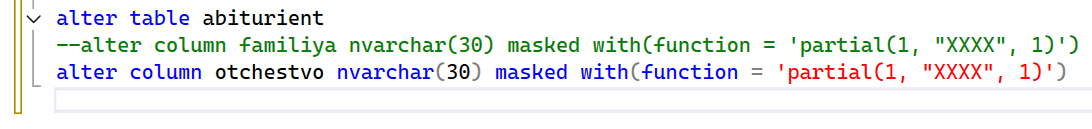 alter table abiturient
--alter column familiya nvarchar(30) masked with(function = 'partial(1, "XXXX", 1)')
alter column otchestvo nvarchar(30) masked with(function = 'partial(1, "XXXX", 1)')